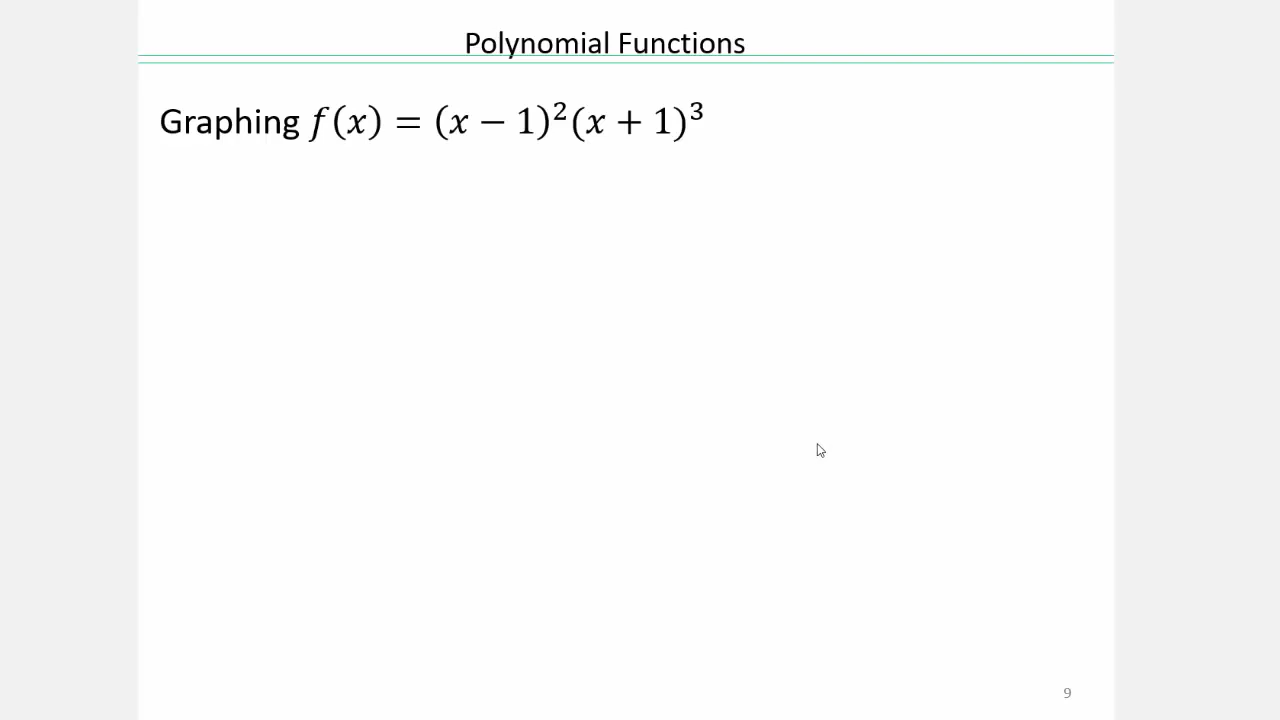 Polynomial Functions
Graphing 𝑓(𝑥) = (𝑥 − 1)²(𝑥 + 1)³
9